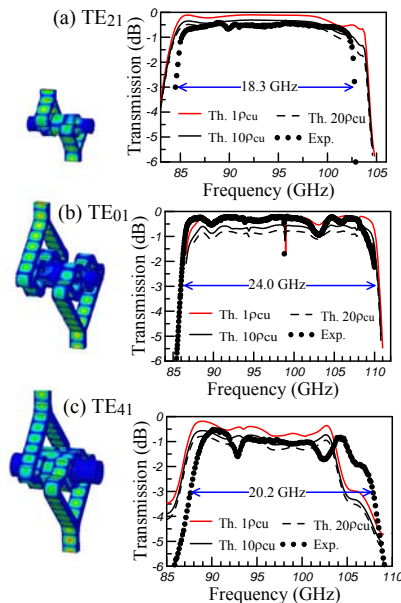 (a) TE21
Transmission (dB)
0
-1
-2
-3
-4
-5
-6
18.3 GHz
Th. 1ρcu
Th. 20ρcu
Th. 10ρcu
Exp.
85 90 95 100 105
Frequency (GHz)
(b) TE01
Transmission (dB)
0
-1
-2
-3
-4
-5
-6
24.0 GHz
Th. 1ρcu
Th. 20ρcu
Th. 10ρcu
Exp.
85 90 95 100 105 110
Frequency (GHz)
(c) TE41
Transmission (dB)
0
-1
-2
-3
-4
-5
-6
20.2 GHz
Th. 1ρcu
Th. 20ρcu
Th. 10ρcu
Exp.
85 90 95 100 105 110
Frequency (GHz)